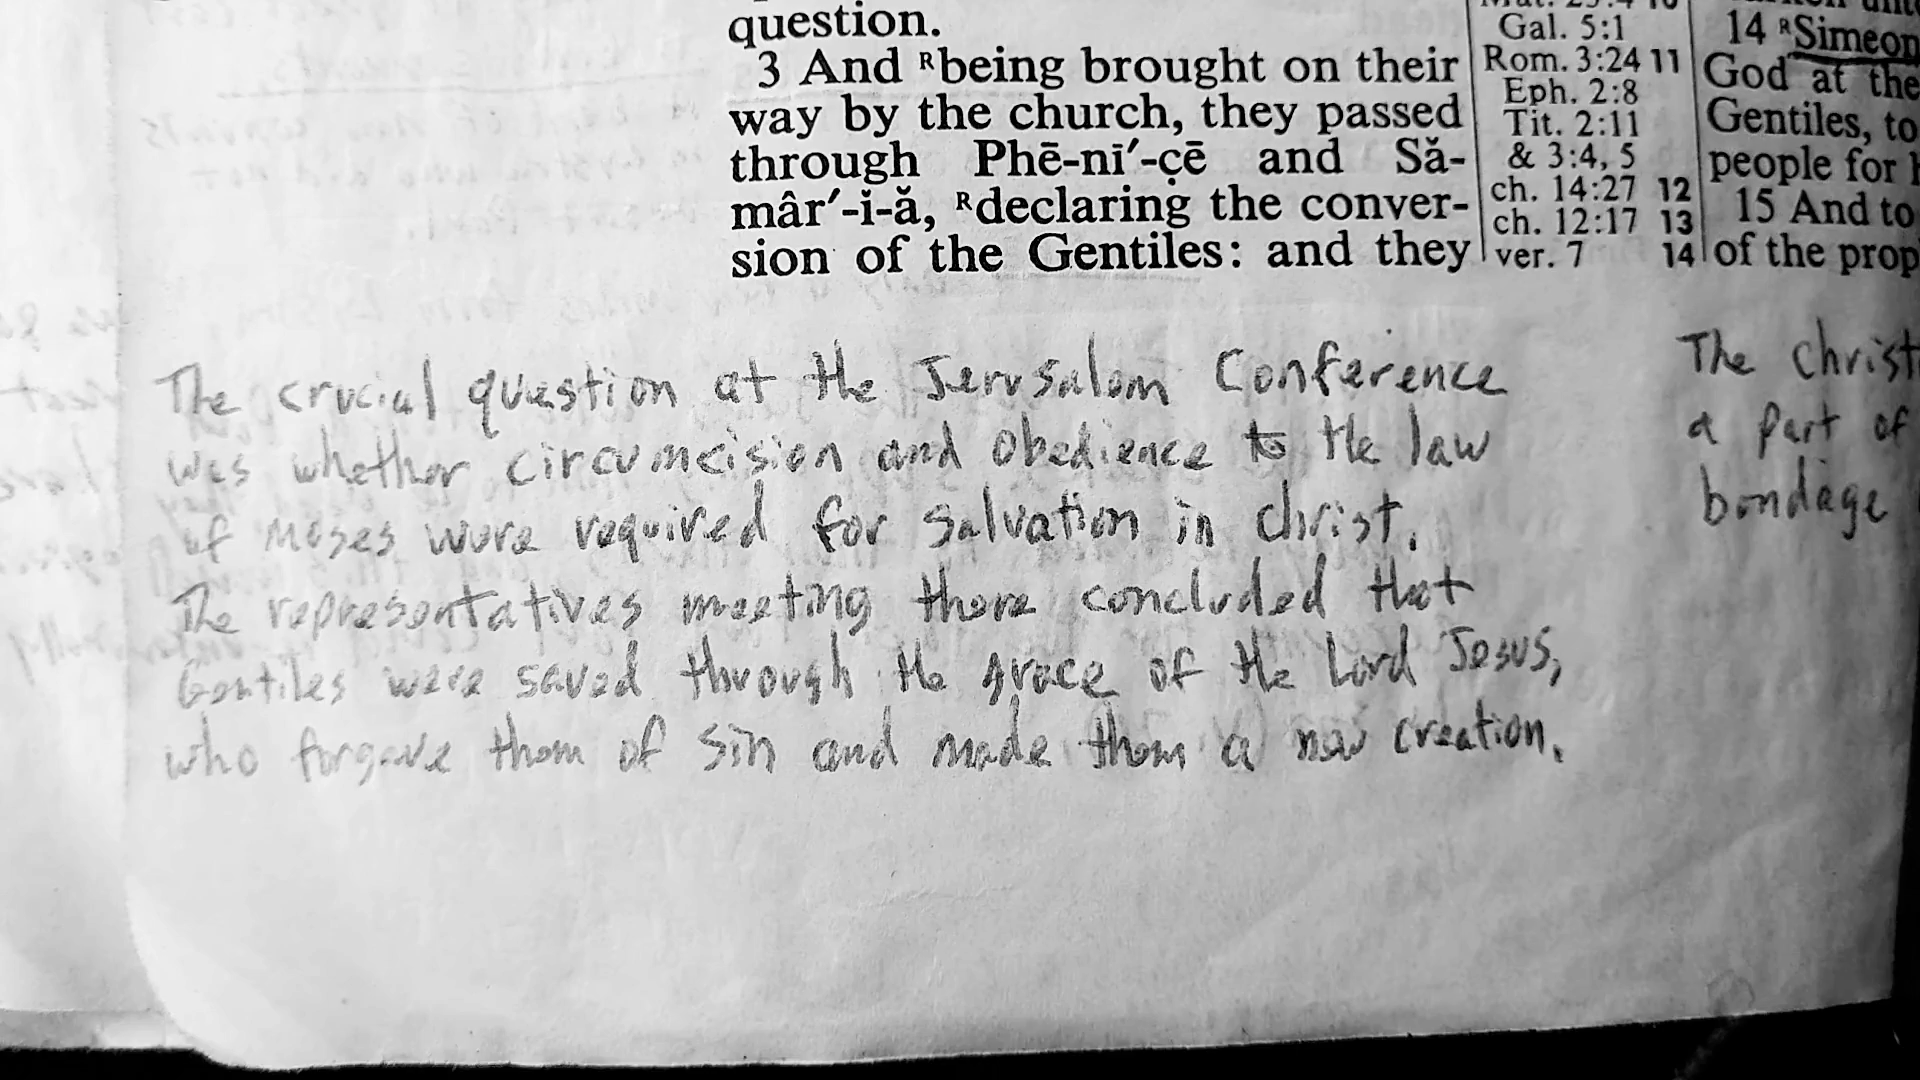 question.
3 And ᴿbeing brought on their
way by the church, they passed
through Phē-nī′-çē and Să-
mâr′-ĭ-ă, ᴿdeclaring the conver-
sion of the Gentiles: and they
Gal. 5:1
Rom. 3:24 11
Eph. 2:8
Tit. 2:11
& 3:4, 5
ch. 14:27 12
ch. 12:17 13
ver. 7 14
14 ᴿSimeon
God at the
Gentiles, to
people for
15 And to
of the prop
The crucial question at the Jerusalem Conference
was whether circumcision and obedience to the law
of Moses were required for salvation in christ.
The representatives meeting there concluded that
Gentiles were saved through the grace of the Lord Jesus,
who forgave them of sin and made them a new creation.
The Christ
a part of
bondage